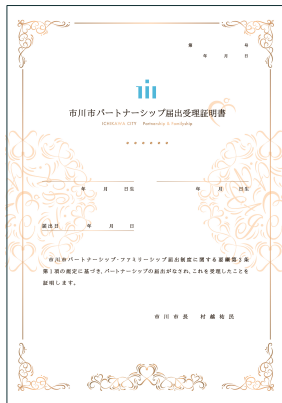 第 号
年 月 日
市川市パートナーシップ届出受理証明書
ICHIKAWA CITY Partnership & Familyship
年 月 日生 年 月 日生
届出日 年 月 日
市川市パートナーシップ・ファミリーシップ届出制度に関する要綱第3条
第1項の規定に基づき、パートナーシップの届出がなされ、これを受理したことを
証明します。
市川市長 村越祐民